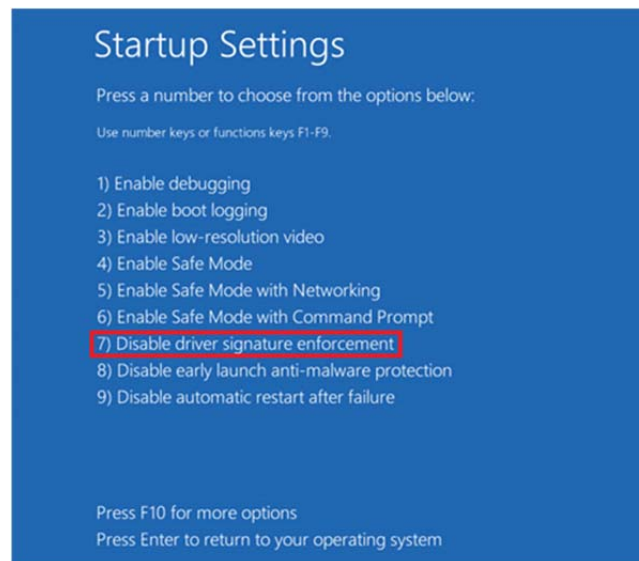 Startup Settings
Press a number to choose from the options below:
Use number keys or functions keys F1-F9.
1) Enable debugging
2) Enable boot logging
3) Enable low-resolution video
4) Enable Safe Mode
5) Enable Safe Mode with Networking
6) Enable Safe Mode with Command Prompt
7) Disable driver signature enforcement
8) Disable early launch anti-malware protection
9) Disable automatic restart after failure
Press F10 for more options
Press Enter to return to your operating system